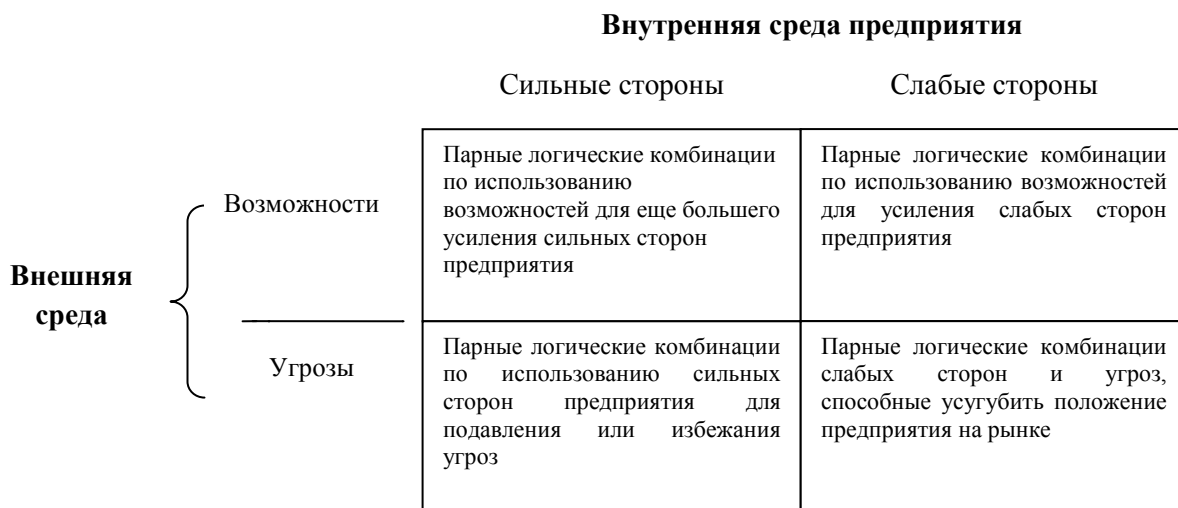 Внутренняя среда предприятия
Сильные стороны
Слабые стороны
Внешняя
среда
Возможности
Парные логические комбинации
по использованию
возможностей для еще большего
усиления сильных сторон
предприятия
Парные логические комбинации
по использованию возможностей
для усиления слабых сторон
предприятия
Угрозы
Парные логические комбинации
по использованию сильных
сторон предприятия для
подавления или избежания
угроз
Парные логические комбинации
слабых сторон и угроз,
способные усугубить положение
предприятия на рынке